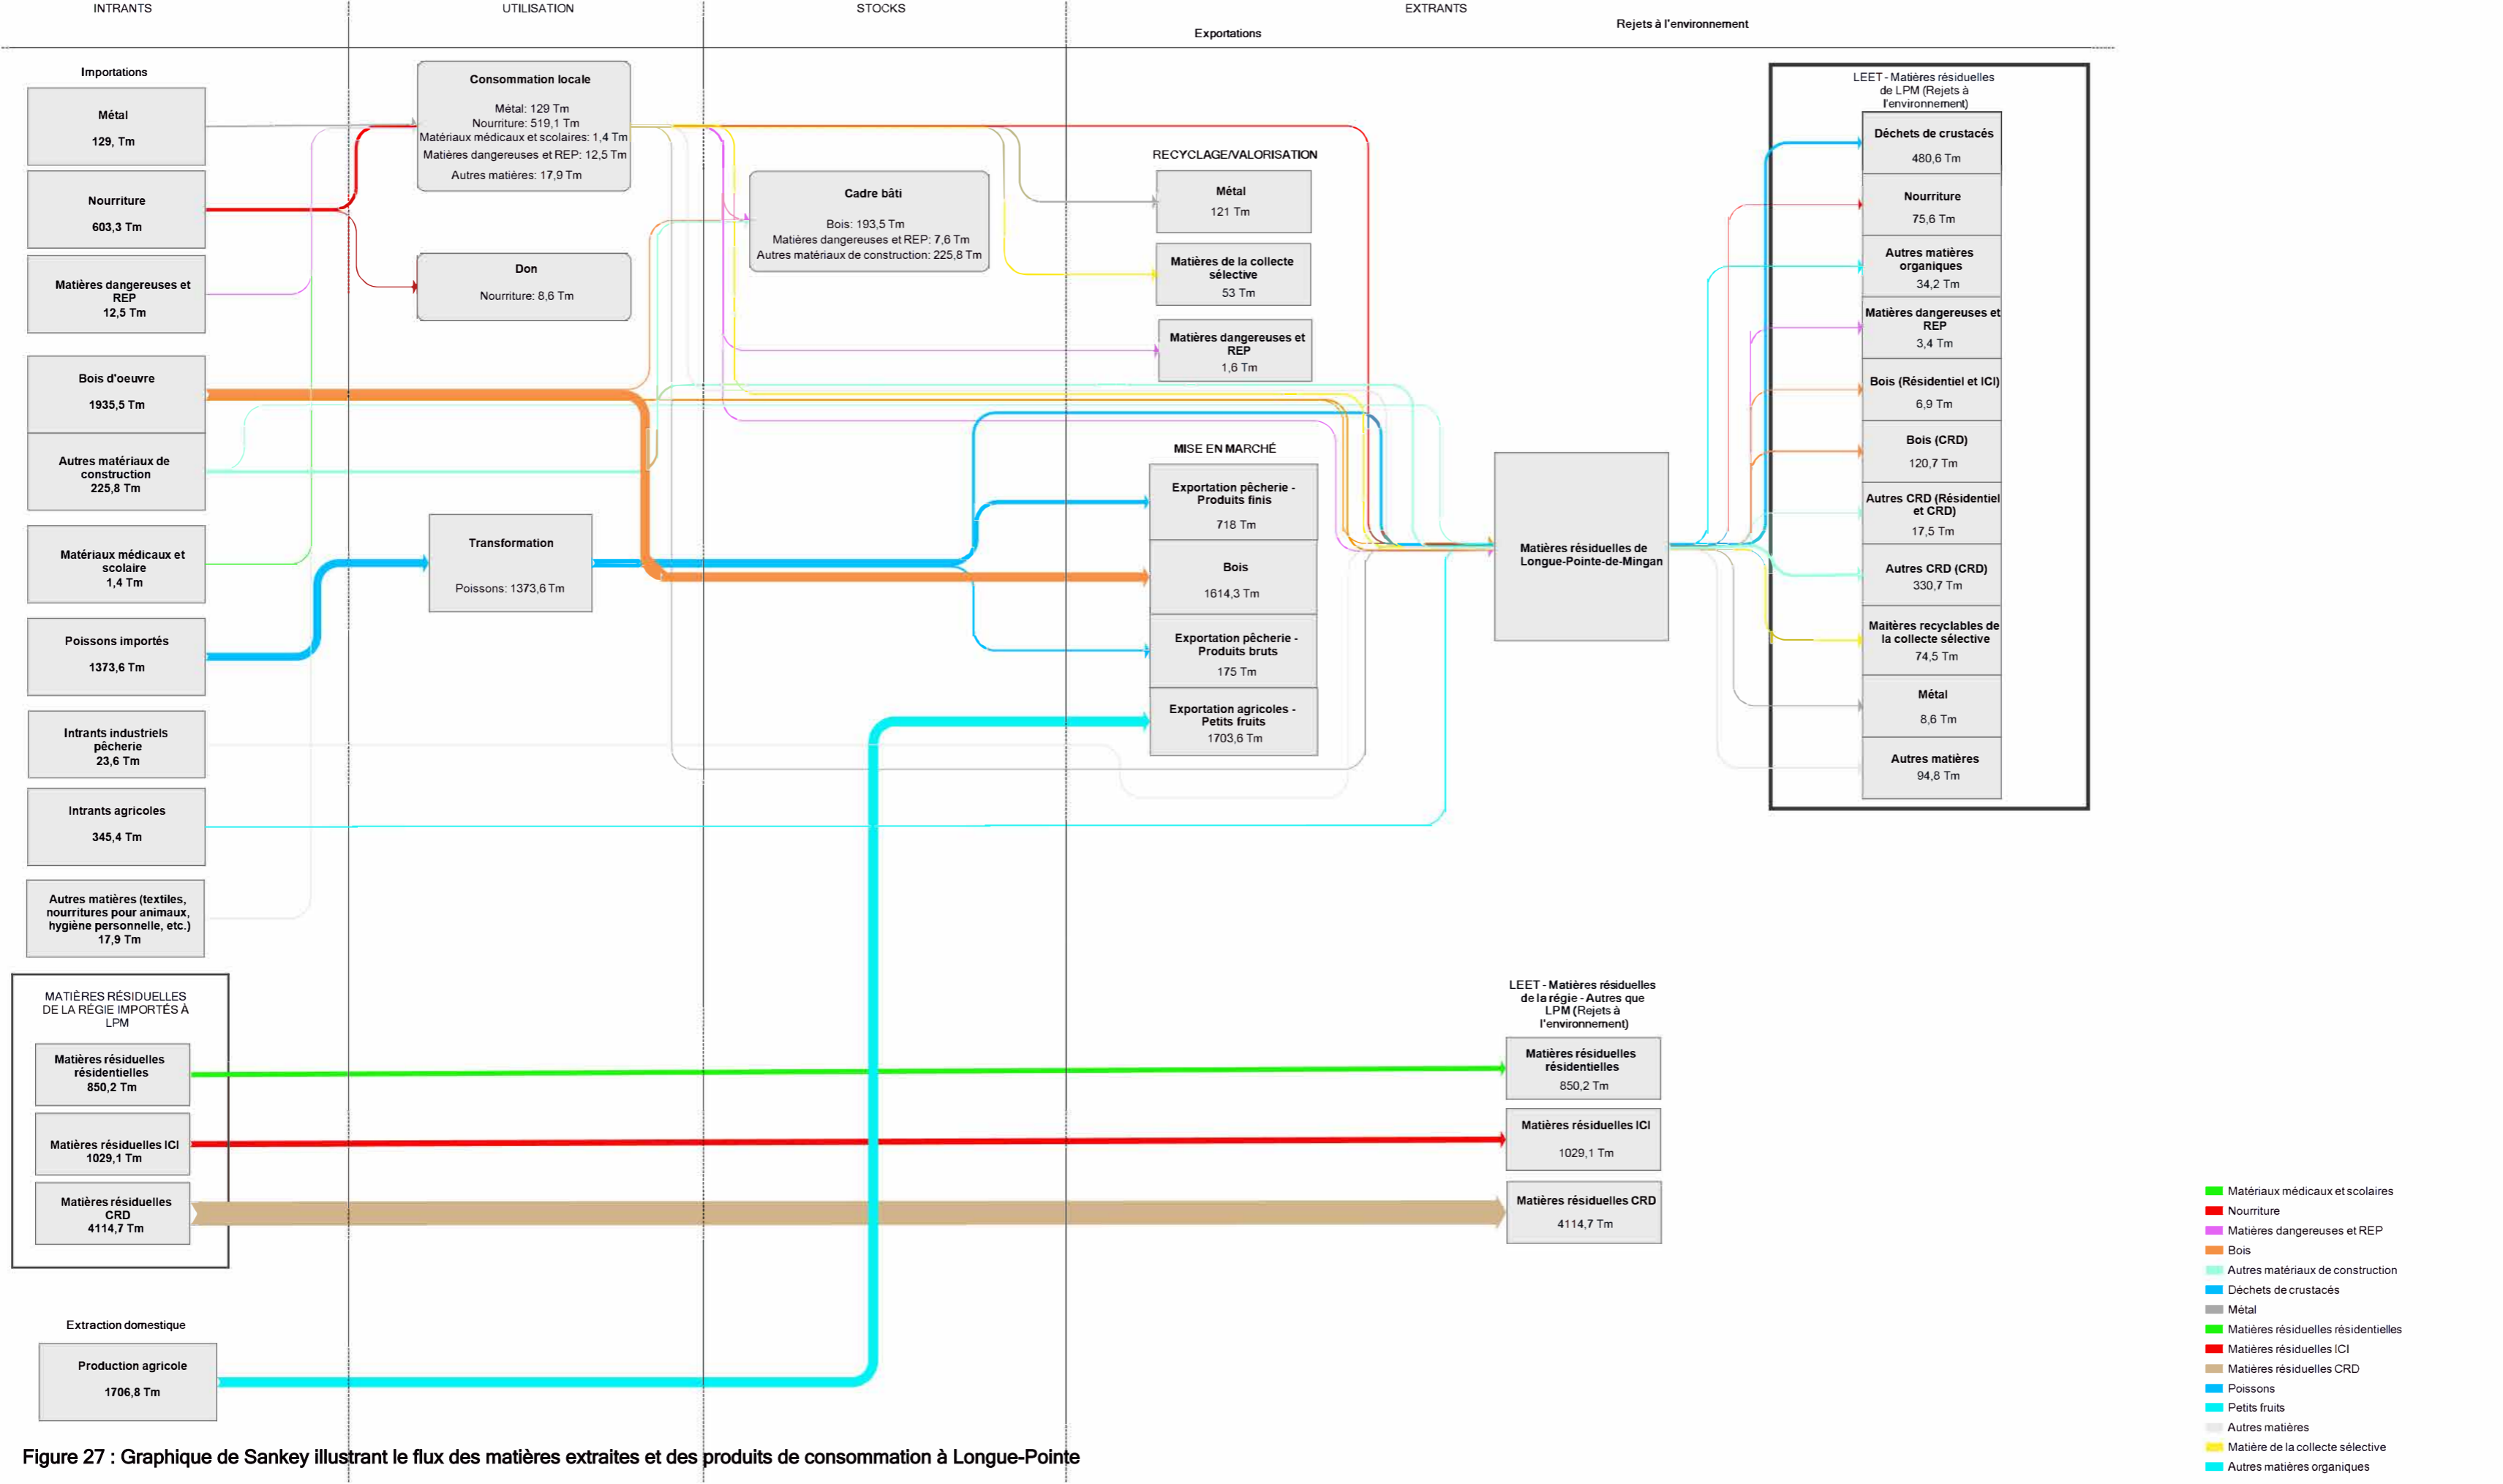 INTRANTS
UTILISATION
STOCKS
EXTRANTS
Exportations
Rejets à l'environnement
Importations
Métal
129, Tm
Nourriture
603,3 Tm
Matières dangereuses et
REP
12,5 Tm
Bois d'oeuvre
1935,5 Tm
Autres matériaux de
construction
225,8 Tm
Matériaux médicaux et
scolaire
1,4 Tm
Poissons importés
1373,6 Tm
Intrants industriels
pêcherie
23,6 Tm
Intrants agricoles
345,4 Tm
Autres matières (textiles,
nourritures pour animaux,
hygiène personnelle, etc.)
17,9 Tm
MATIÈRES RÉSIDUELLES
DE LA RÉGIE IMPORTÉS À
LPM
Matières résiduelles
résidentielles
850,2 Tm
Matières résiduelles ICI
1029,1 Tm
Matières résiduelles
CRD
4114,7 Tm
Extraction domestique
Production agricole
1706,8 Tm
Consommation locale
Métal: 129 Tm
Nourriture: 519,1 Tm
Matériaux médicaux et scolaires: 1,4 Tm
Matières dangereuses et REP: 12,5 Tm
Autres matières: 17,9 Tm
Don
Nourriture: 8,6 Tm
Transformation
Poissons: 1373,6 Tm
Cadre bâti
Bois: 193,5 Tm
Matières dangereuses et REP: 7,6 Tm
Autres matériaux de construction: 225,8 Tm
RECYCLAGE/VALORISATION
Métal
121 Tm
Matières de la collecte
sélective
53 Tm
Matières dangereuses et
REP
1,6 Tm
MISE EN MARCHÉ
Exportation pêcherie -
Produits finis
718 Tm
Bois
1614,3 Tm
Exportation pêcherie -
Produits bruts
175 Tm
Exportation agricoles -
Petits fruits
1703,6 Tm
Matières résiduelles de
Longue-Pointe-de-Mingan
LEET - Matières résiduelles
de LPM (Rejets à
l'environnement)
Déchets de crustacés
480,6 Tm
Nourriture
75,6 Tm
Autres matières
organiques
34,2 Tm
Matières dangereuses et
REP
3,4 Tm
Bois (Résidentiel et ICI)
6,9 Tm
Bois (CRD)
120,7 Tm
Autres CRD (Résidentiel
et CRD)
17,5 Tm
Autres CRD (CRD)
330,7 Tm
Maitères recyclables de
la collecte sélective
74,5 Tm
Métal
8,6 Tm
Autres matières
94,8 Tm
LEET - Matières résiduelles
de la régie - Autres que
LPM (Rejets à
l'environnement)
Matières résiduelles
résidentielles
850,2 Tm
Matières résiduelles ICI
1029,1 Tm
Matières résiduelles CRD
4114,7 Tm
Matériaux médicaux et scolaires
Nourriture
Matières dangereuses et REP
Bois
Autres matériaux de construction
Déchets de crustacés
Métal
Matières résiduelles résidentielles
Matières résiduelles ICI
Matières résiduelles CRD
Poissons
Petits fruits
Autres matières
Matière de la collecte sélective
Autres matières organiques
Figure 27 : Graphique de Sankey illustrant le flux des matières extraites et des produits de consommation à Longue-Pointe